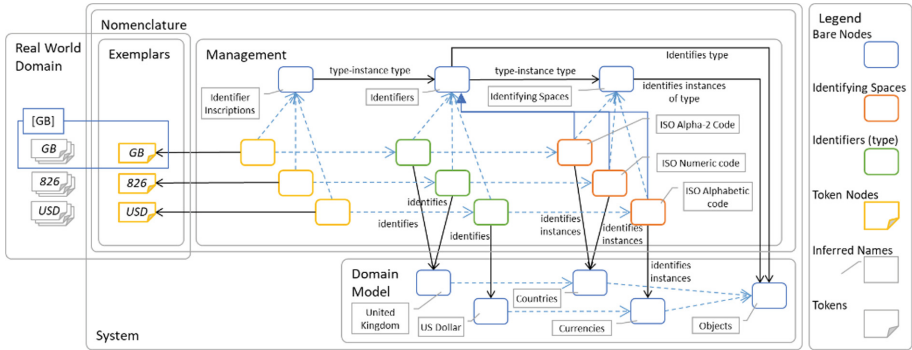 Nomenclature
Real World
Domain
Exemplars
Management
Identifier
Inscriptions
type-instance type
Identifiers
type-instance type
Identifying Spaces
Identifies type
identifies instances
of type
[GB]
GB
826
USD
GB
826
USD
ISO Alpha-2 Code
ISO Numeric code
ISO Alphabetic
code
identifies
identifies
identifies
identifies
instances
identifies
instances
identifies
instances
Domain
Model
United
Kingdom
US Dollar
Countries
Currencies
Objects
System
Legend
Bare Nodes
Identifying Spaces
Identifiers (type)
Token Nodes
Inferred Names
Tokens